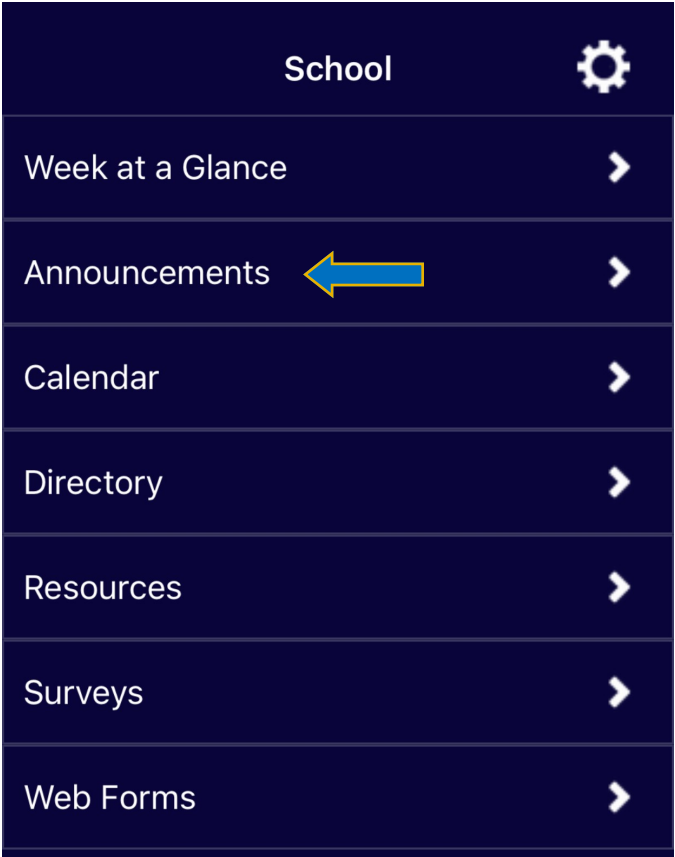 School
Week at a Glance
Announcements
Calendar
Directory
Resources
Surveys
Web Forms